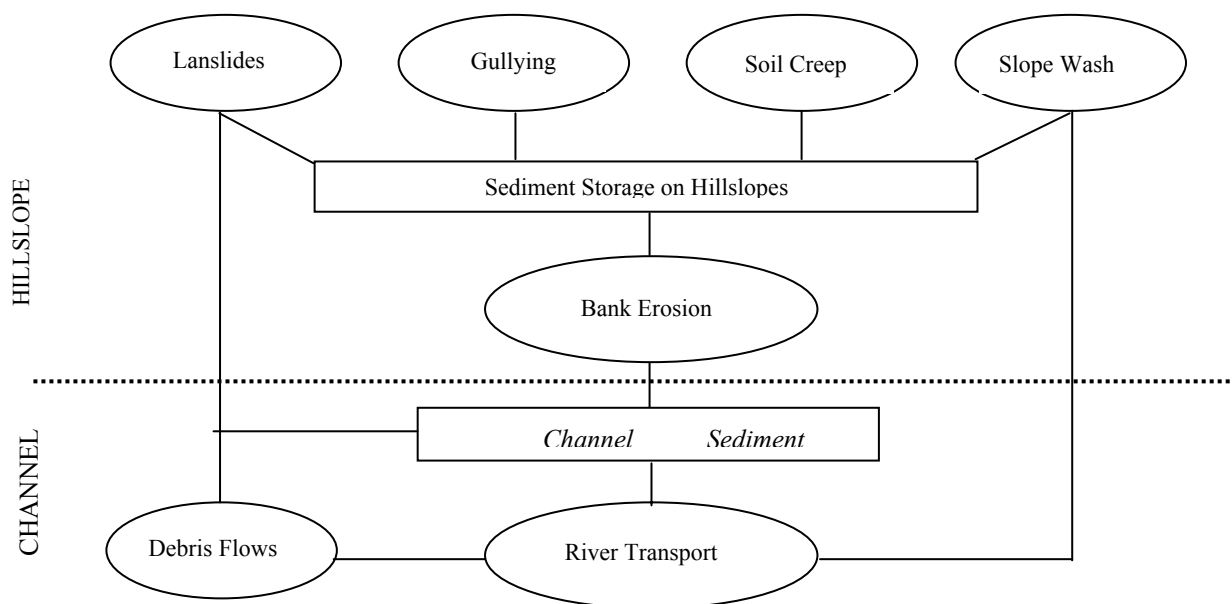 Lanslides
Gullying
Soil Creep
Slope Wash
Sediment Storage on Hillslopes
HILLSLOPE
Bank Erosion
Channel Sediment
CHANNEL
Debris Flows
River Transport